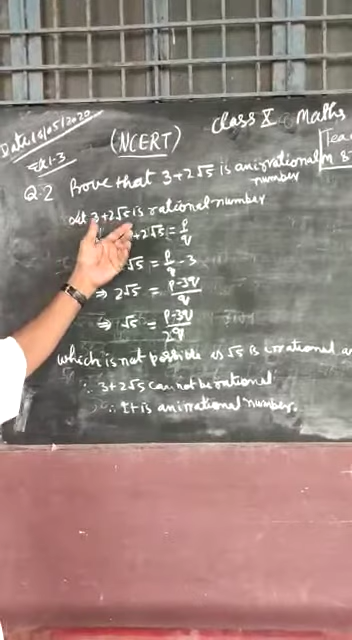 Date 16/05/2020
(NCERT)
Class X Maths
Ex 1.3
Q.2 Prove that 3+2√5 is an irrational
number
Let 3+2√5 is rational number
+2√5 = p/q
√5 = p/q - 3
⇒ 2√5 = p-3q/q
⇒ √5 = p-3q/2q
which is not possible as √5 is irrational
∴ 3+2√5 can not be rational
∴ It is an irrational number.